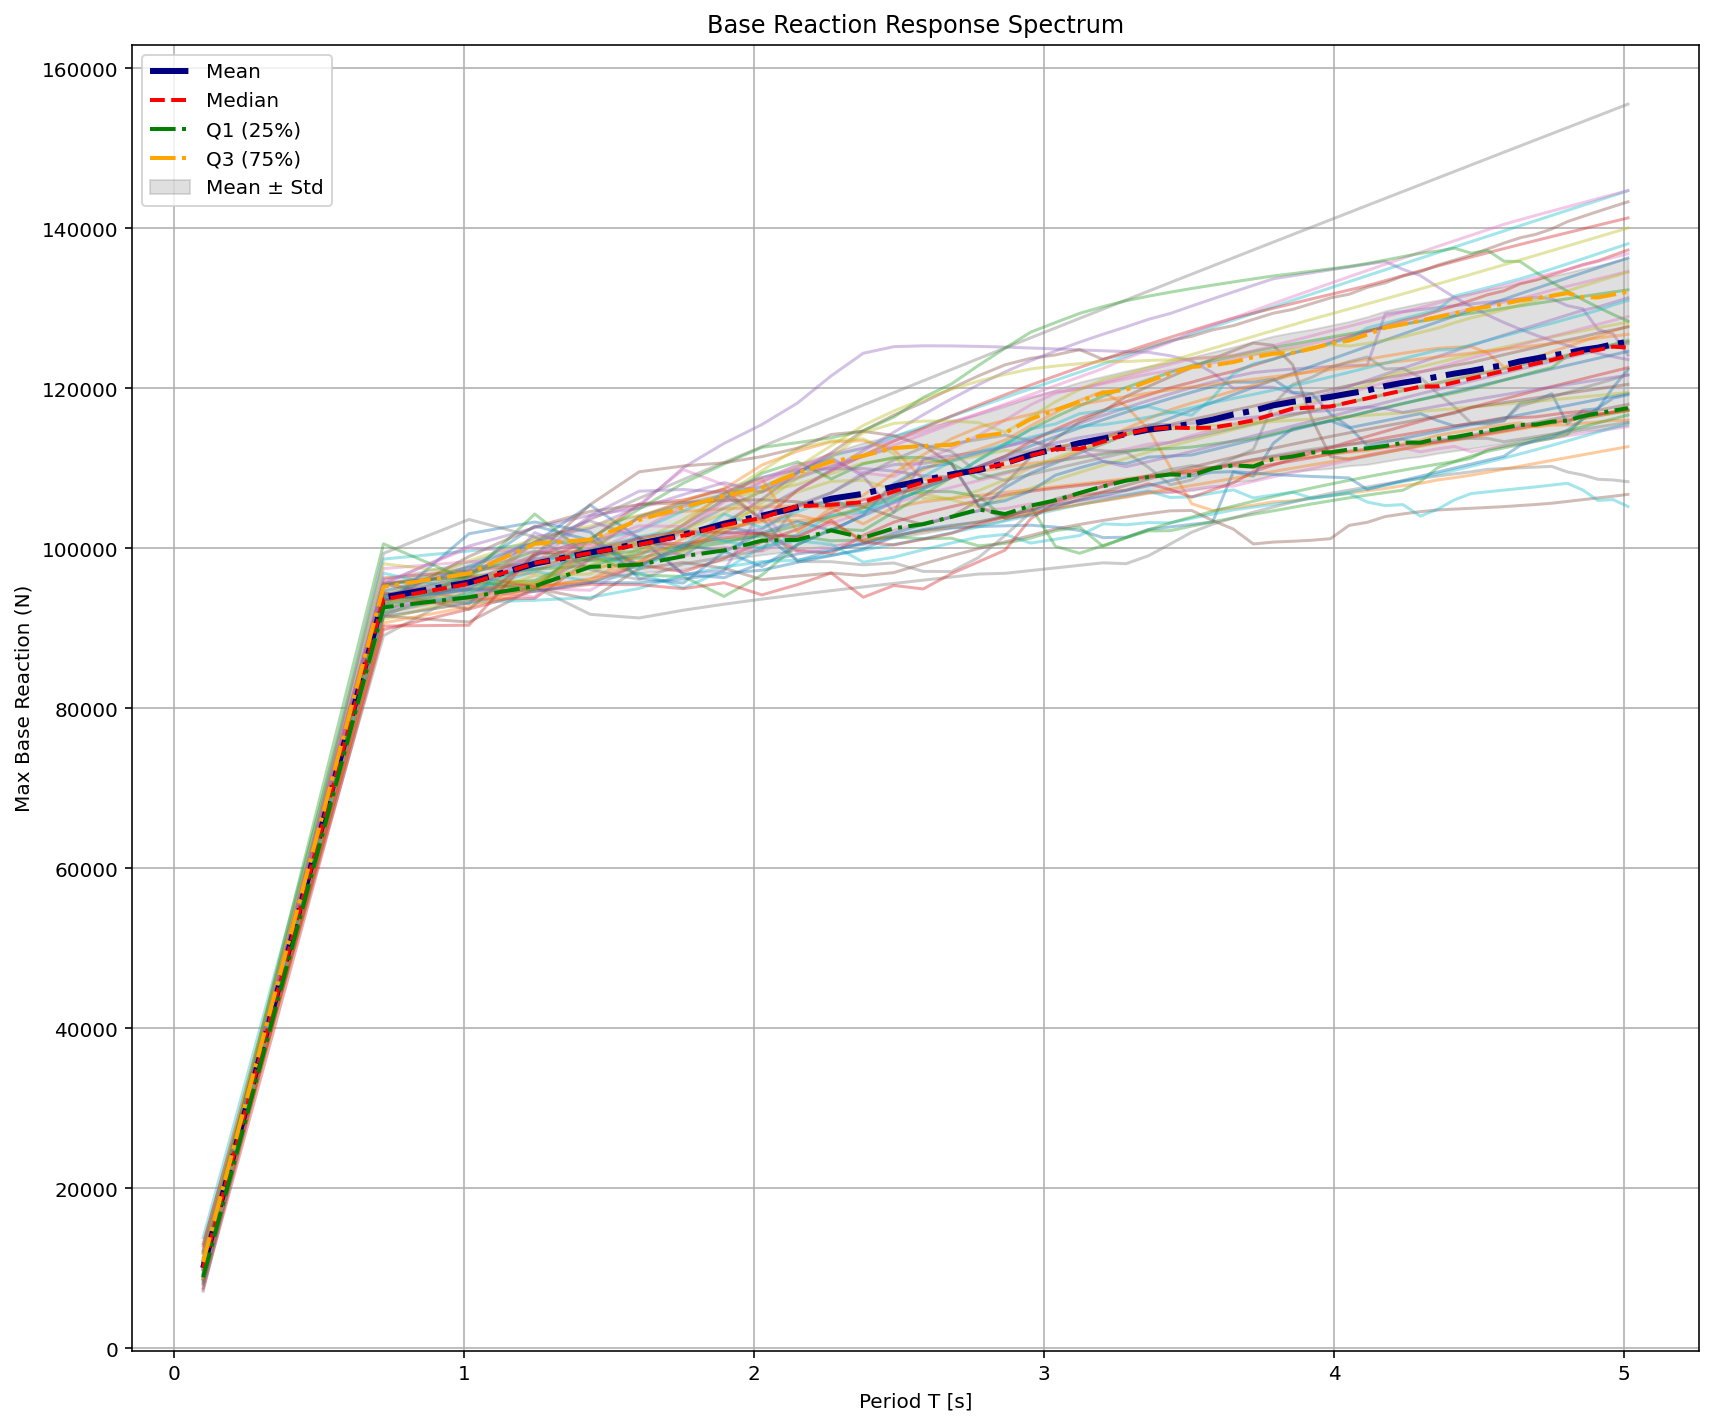 Base Reaction Response Spectrum
Mean
Median
Q1 (25%)
Q3 (75%)
Mean ± Std
160000
140000
120000
100000
80000
60000
40000
20000
0
Max Base Reaction (N)
0 1 2 3 4 5
Period T [s]